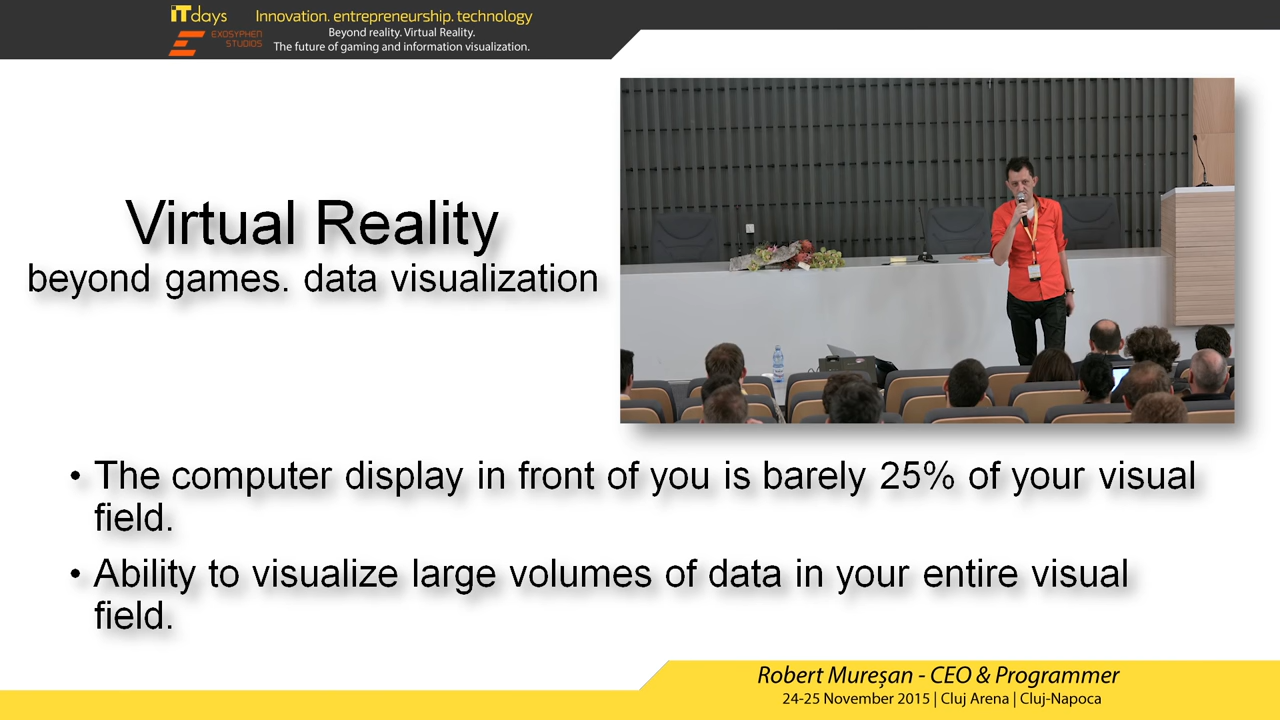 iTdays
Innovation. entrepreneurship. technology
EXOSYPHEN
STUDIOS
Beyond reality. Virtual Reality.
The future of gaming and information visualization.
Virtual Reality
beyond games. data visualization
• The computer display in front of you is barely 25% of your visual
field.
• Ability to visualize large volumes of data in your entire visual
field.
Robert Mureșan - CEO & Programmer
24-25 November 2015 | Cluj Arena | Cluj-Napoca